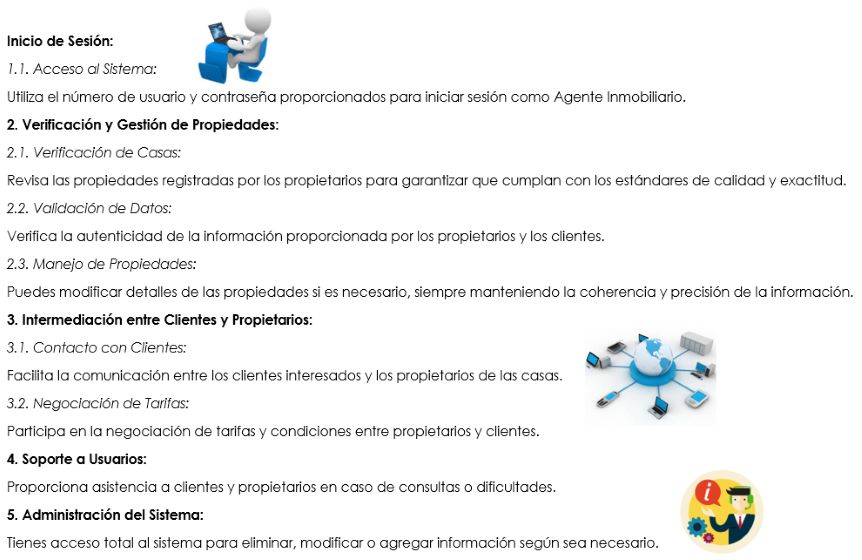 Inicio de Sesión:
1.1. Acceso al Sistema:
Utiliza el número de usuario y contraseña proporcionados para iniciar sesión como Agente Inmobiliario.
2. Verificación y Gestión de Propiedades:
2.1. Verificación de Casas:
Revisa las propiedades registradas por los propietarios para garantizar que cumplan con los estándares de calidad y exactitud.
2.2. Validación de Datos:
Verifica la autenticidad de la información proporcionada por los propietarios y los clientes.
2.3. Manejo de Propiedades:
Puedes modificar detalles de las propiedades si es necesario, siempre manteniendo la coherencia y precisión de la información.
3. Intermediación entre Clientes y Propietarios:
3.1. Contacto con Clientes:
Facilita la comunicación entre los clientes interesados y los propietarios de las casas.
3.2. Negociación de Tarifas:
Participa en la negociación de tarifas y condiciones entre propietarios y clientes.
4. Soporte a Usuarios:
Proporciona asistencia a clientes y propietarios en caso de consultas o dificultades.
i
5. Administración del Sistema:
Tienes acceso total al sistema para eliminar, modificar o agregar información según sea necesario.